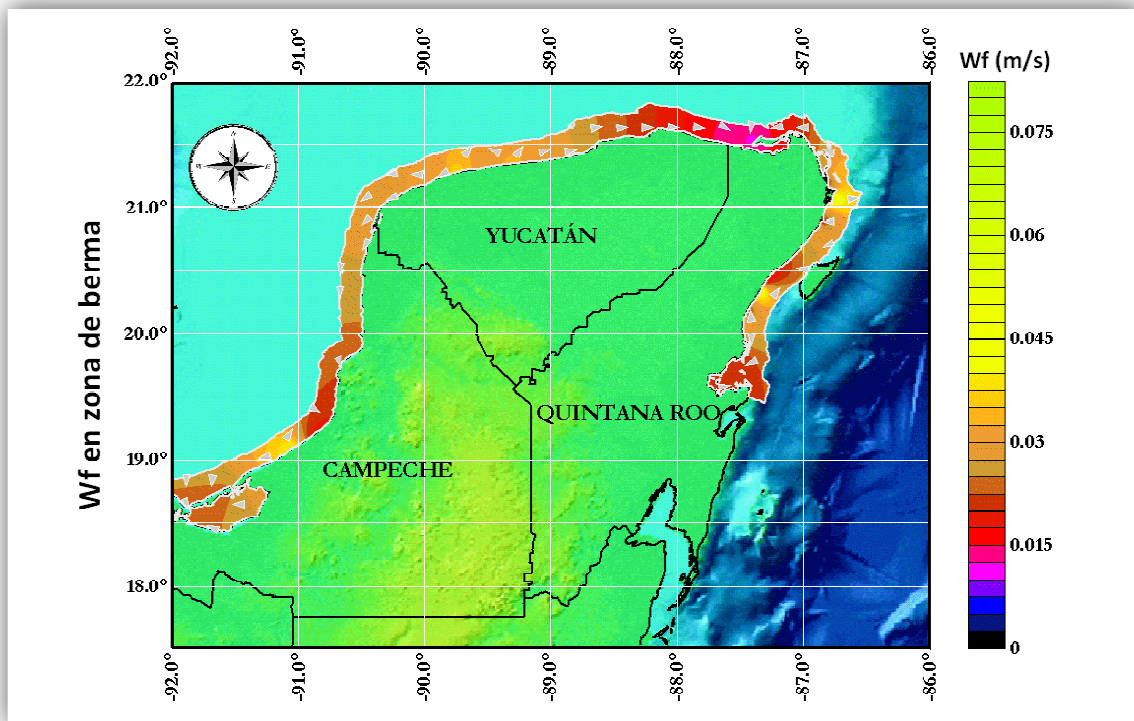 -92.0°
-91.0°
-90.0°
-89.0°
-88.0°
-87.0°
-86.0°
Wf (m/s)
22.0°
21.0°
20.0°
19.0°
18.0°
Wf en zona de berma
N
W
E
S
YUCATÁN
QUINTANA ROO
CAMPECHE
0.075
0.06
0.045
0.03
0.015
0
-92.0°
-91.0°
-90.0°
-89.0°
-88.0°
-87.0°
-86.0°